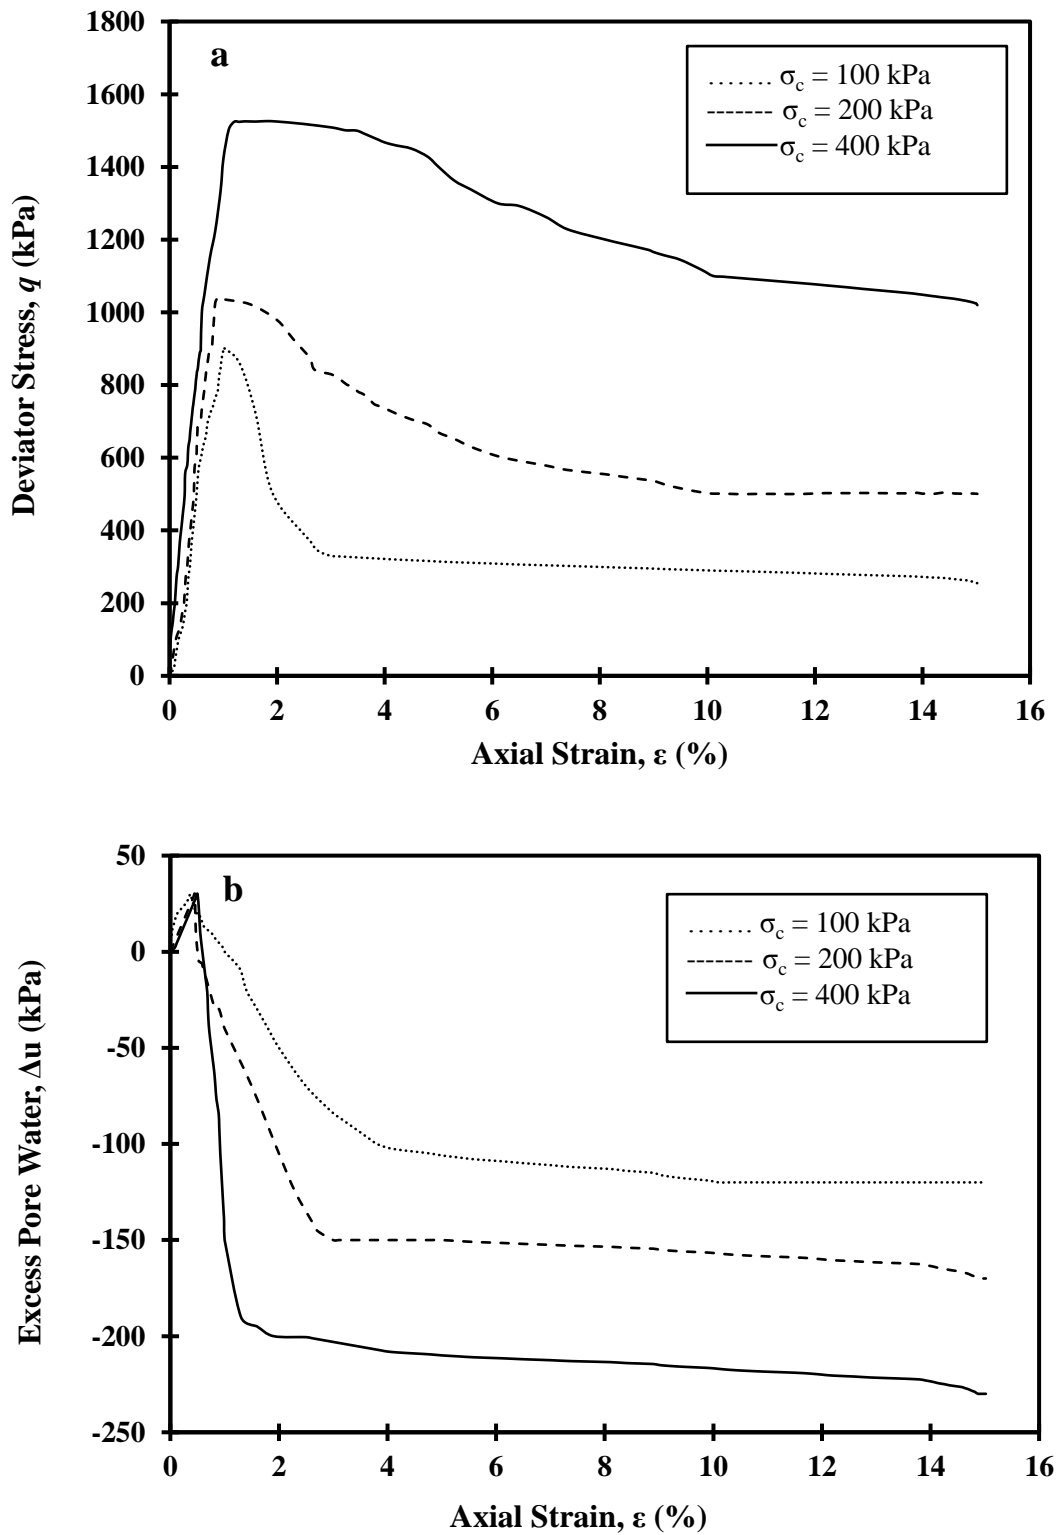 1800
1600
1400
1200
1000
800
600
400
200
0
Deviator Stress, q (kPa)
a
σc = 100 kPa
σc = 200 kPa
σc = 400 kPa
0 2 4 6 8 10 12 14 16
Axial Strain, ε (%)
50
0
-50
-100
-150
-200
-250
Excess Pore Water, Δu (kPa)
b
σc = 100 kPa
σc = 200 kPa
σc = 400 kPa
0 2 4 6 8 10 12 14 16
Axial Strain, ε (%)